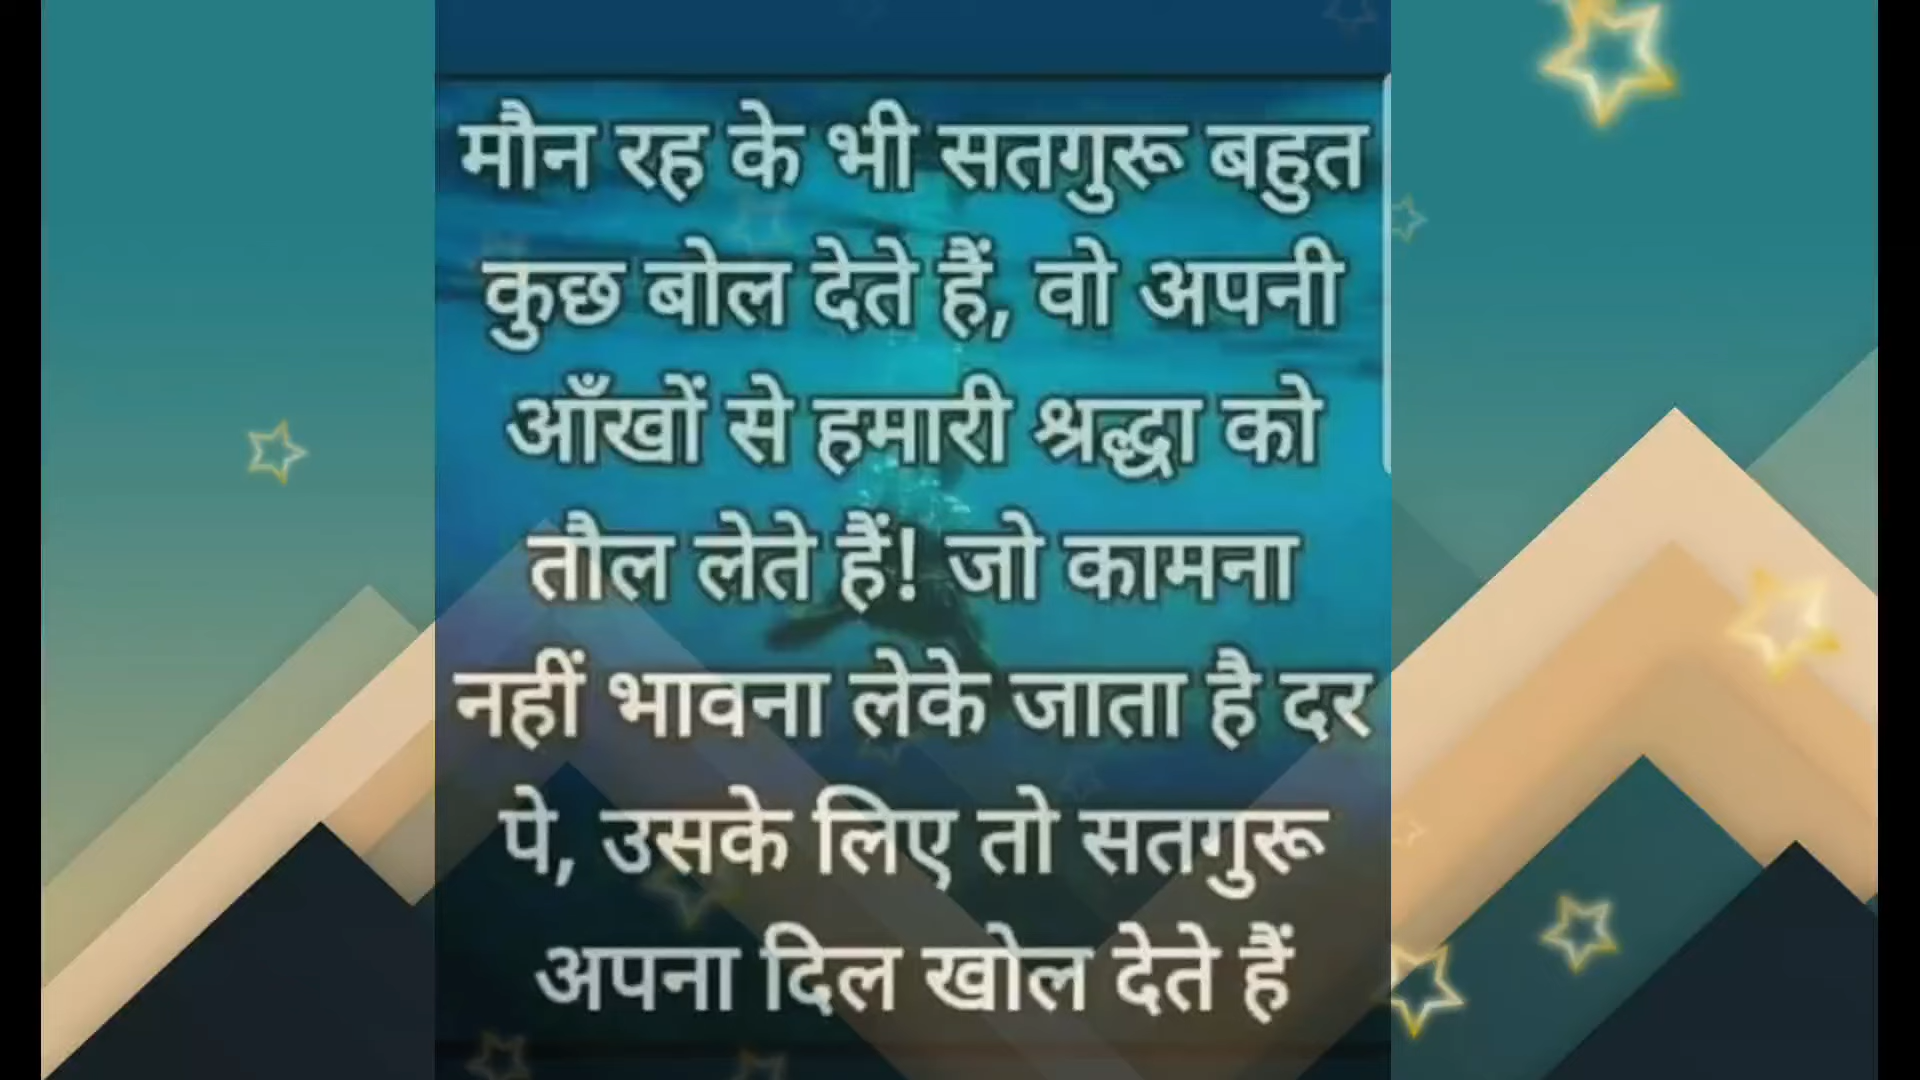 मौन रह के भी सतगुरू बहुत
कुछ बोल देते हैं, वो अपनी
आँखों से हमारी श्रद्धा को
तौल लेते हैं! जो कामना
नहीं भावना लेके जाता है दर
पे, उसके लिए तो सतगुरू
अपना दिल खोल देते हैं